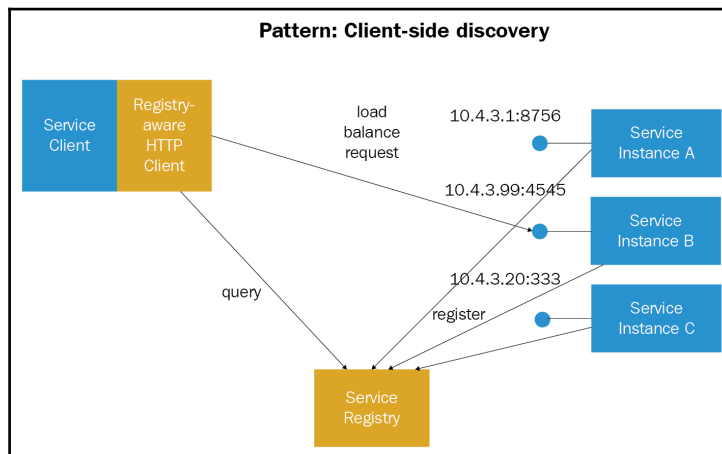 Pattern: Client-side discovery
Service
Client
Registry-
aware
HTTP
Client
load
balance
request
10.4.3.1:8756
Service
Instance A
10.4.3.99:4545
Service
Instance B
10.4.3.20:333
Service
Instance C
query
register
Service
Registry